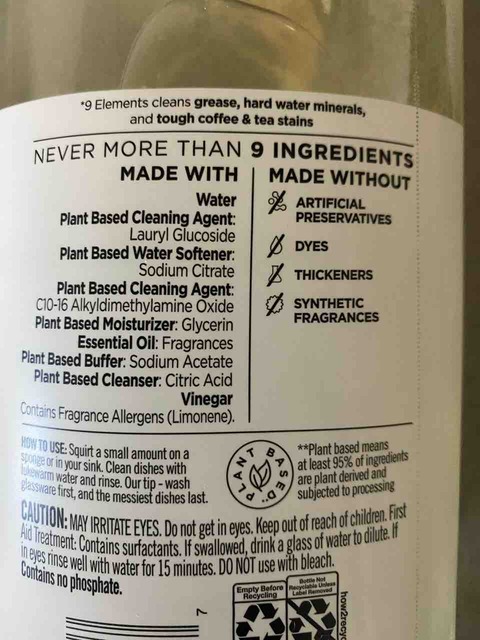 *9 Elements cleans grease, hard water minerals,
and tough coffee & tea stains
NEVER MORE THAN 9 INGREDIENTS
MADE WITH
Water
Plant Based Cleaning Agent:
Lauryl Glucoside
Plant Based Water Softener:
Sodium Citrate
Plant Based Cleaning Agent:
C10-16 Alkyldimethylamine Oxide
Plant Based Moisturizer: Glycerin
Essential Oil: Fragrances
Plant Based Buffer: Sodium Acetate
Plant Based Cleanser: Citric Acid
Vinegar
Contains Fragrance Allergens (Limonene).
MADE WITHOUT
ARTIFICIAL
PRESERVATIVES
DYES
THICKENERS
SYNTHETIC
FRAGRANCES
HOW TO USE: Squirt a small amount on a
sponge or in your sink. Clean dishes with
lukewarm water and rinse. Our tip - wash
glassware first, and the messiest dishes last.
PLANT BASED**
**Plant based means
at least 95% of ingredients
are plant derived and
subjected to processing
CAUTION: MAY IRRITATE EYES. Do not get in eyes. Keep out of reach of children. First
Aid Treatment: Contains surfactants. If swallowed, drink a glass of water to dilute. If
in eyes rinse well with water for 15 minutes. DO NOT use with bleach.
Contains no phosphate.
7
Empty Before
Recycling
Bottle Not
Recyclable Unless
Label Removed
how2recyc